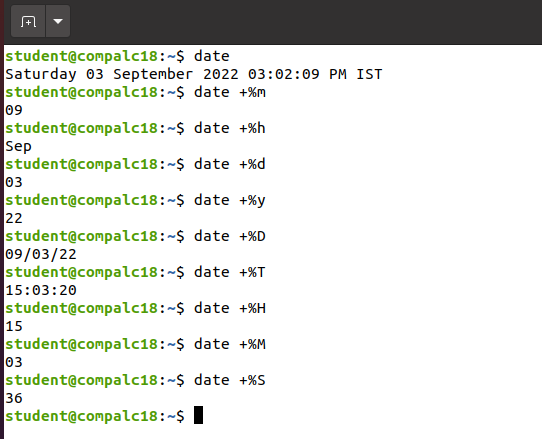 student@compalc18:~$ date
Saturday 03 September 2022 03:02:09 PM IST
student@compalc18:~$ date +%m
09
student@compalc18:~$ date +%h
Sep
student@compalc18:~$ date +%d
03
student@compalc18:~$ date +%y
22
student@compalc18:~$ date +%D
09/03/22
student@compalc18:~$ date +%T
15:03:20
student@compalc18:~$ date +%H
15
student@compalc18:~$ date +%M
03
student@compalc18:~$ date +%S
36
student@compalc18:~$